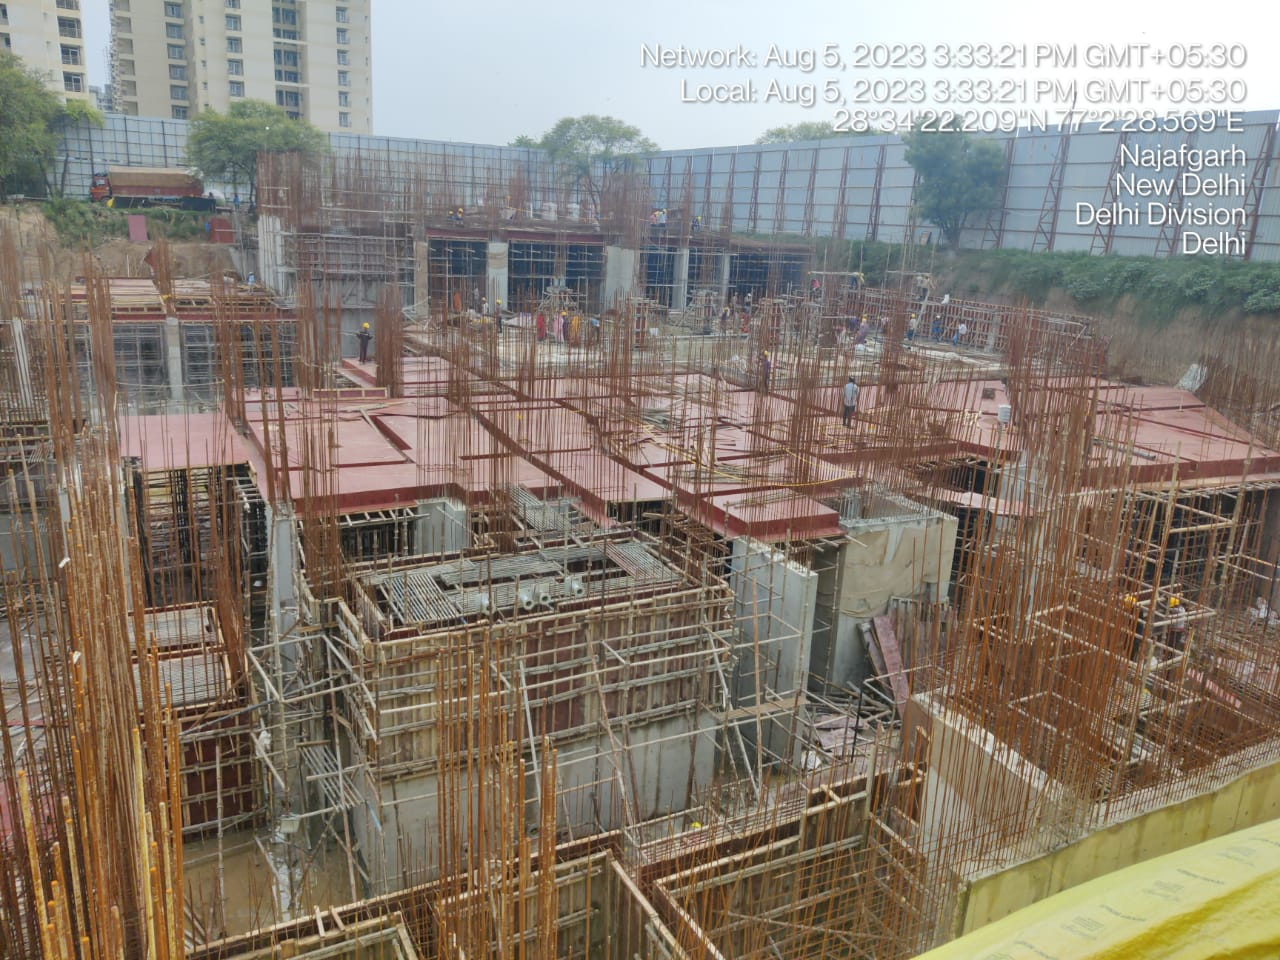 Network: Aug 5, 2023 3:33:21 PM GMT+05:30
Local: Aug 5, 2023 3:33:21 PM GMT+05:30
28°34'22.209"N 77°2'28.569"E
Najafgarh
New Delhi
Delhi Division
Delhi